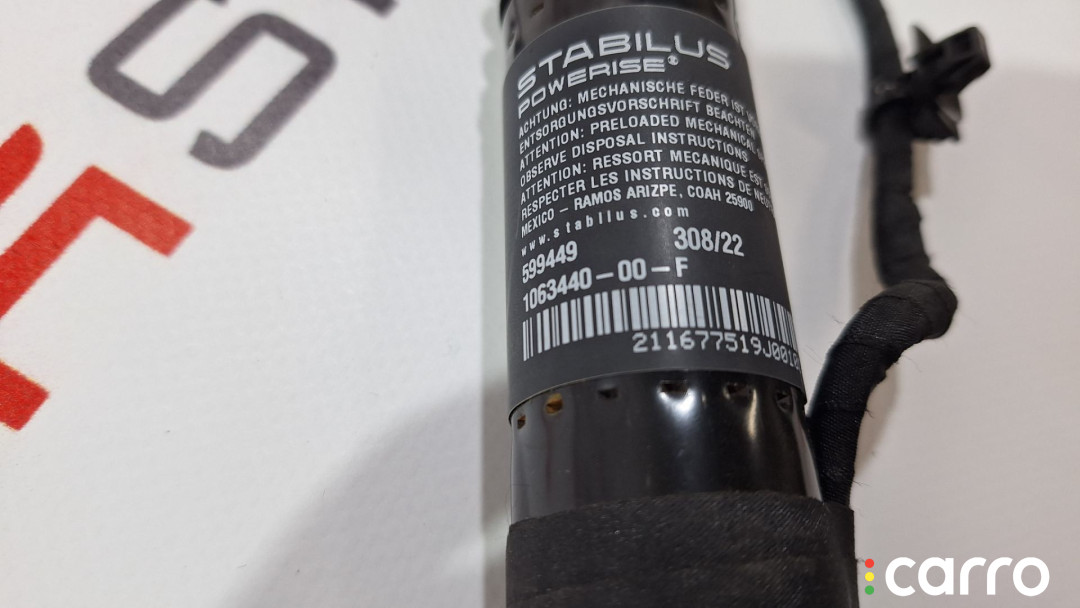 STABILUS
POWERISE®
ACHTUNG: MECHANISCHE FEDER IST
ENTSORGUNGSVORSCHRIFT BEACHTEN
ATTENTION: PRELOADED MECHANICAL
OBSERVE DISPOSAL INSTRUCTIONS
ATTENTION: RESSORT MECANIQUE EST
RESPECTER LES INSTRUCTIONS DE
MEXICO - RAMOS ARIZPE, COAH 25900
www.stabilus.com
599449 308/22
1063440-00-F
211677519J001
carro